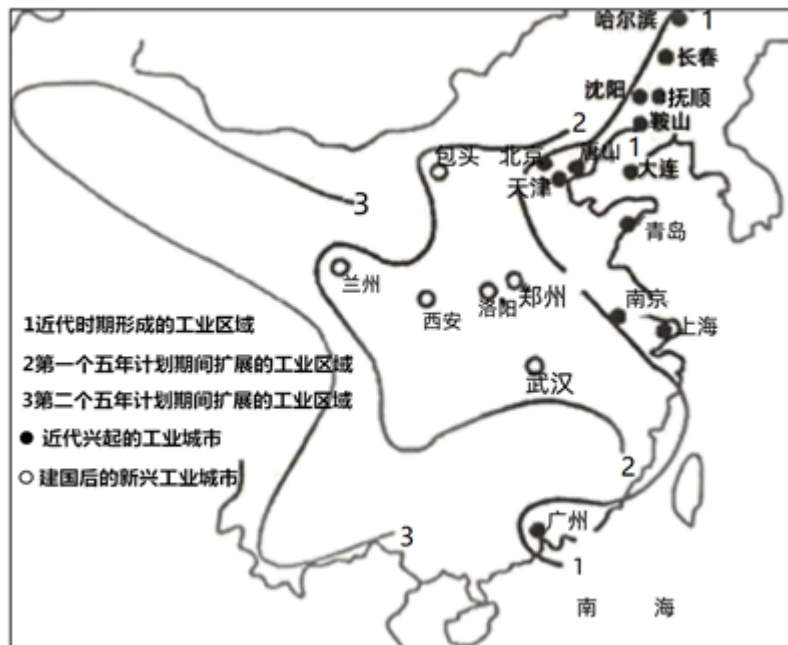 哈尔滨 1
长春
沈阳 抚顺
鞍山
2
包头 北京 唐山 1
天津 大连
3
青岛
兰州
西安 洛阳 郑州
南京
上海
1近代时期形成的工业区域
2第一个五年计划期间扩展的工业区域
3第二个五年计划期间扩展的工业区域
武汉
近代兴起的工业城市
建国后的新兴工业城市
2
广州
3
1
南 海